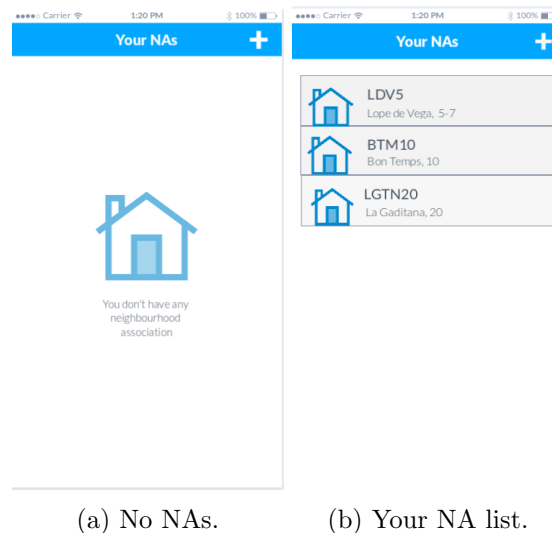 Carrier 1:20 PM 100%
Your NAs +
You don't have any
neighbourhood
association
(a) No NAs.
Carrier 1:20 PM 100%
Your NAs +
LDV5
Lope de Vega, 5-7
BTM10
Bon Temps, 10
LGTN20
La Gaditana, 20
(b) Your NA list.